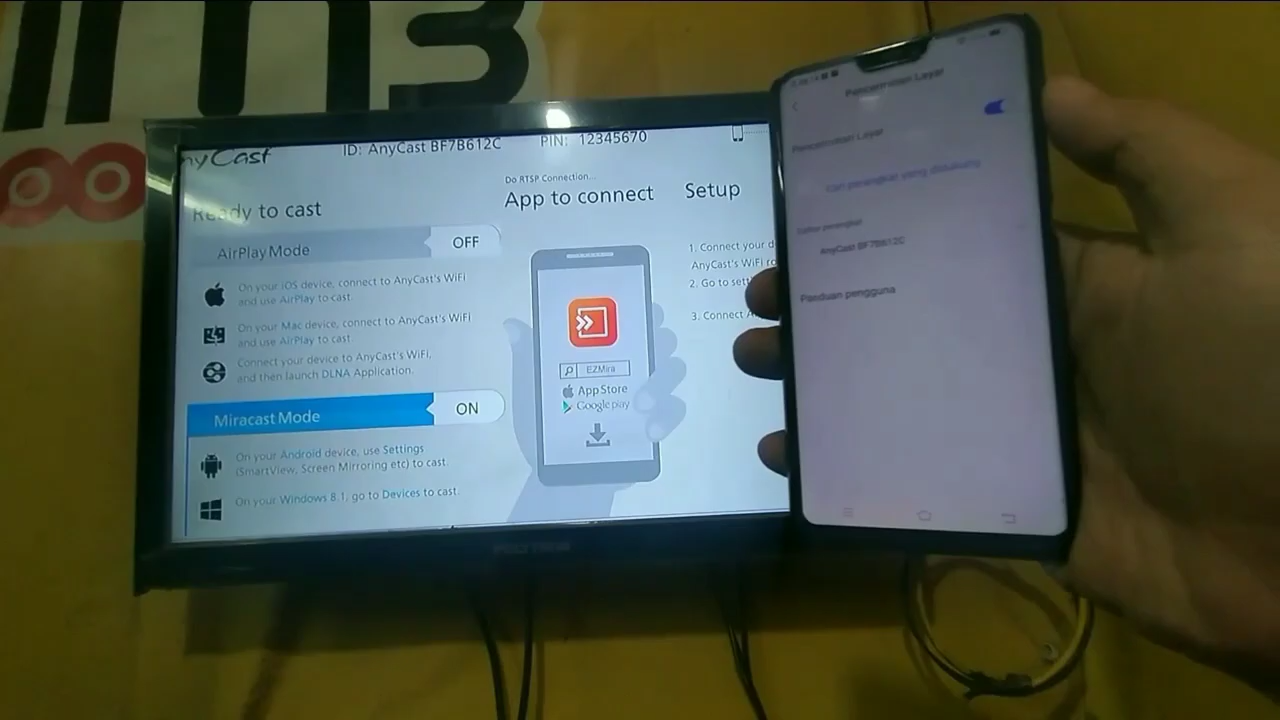 im3
nyCast
ID: AnyCast BF7B612C
PIN: 12345670
Ready to cast
AirPlay Mode
OFF
On your iOS device, connect to AnyCast's WiFi
and use AirPlay to cast.
On your Mac device, connect to AnyCast's WiFi
and use AirPlay to cast.
Connect your device to AnyCast's WiFi,
and then launch DLNA Application.
Miracast Mode
ON
On your Android device, use Settings
(SmartView, Screen Mirroring etc) to cast.
On your Windows 8.1, go to Devices to cast.
Do RTSP Connection...
App to connect
EZMira
App Store
Google play
Setup
1. Connect your d
AnyCast's WiFi ro
2. Go to sett
3. Connect A
Pencerminan Layar
Pencerminan Layar
Cari perangkat yang didukung
Daftar perangkat
AnyCast BF7B612C
Panduan pengguna